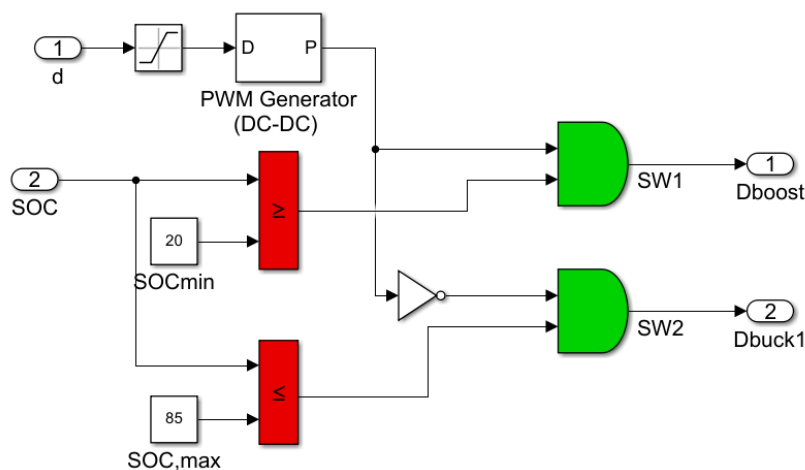 1
d
D
P
PWM Generator
(DC-DC)
2
SOC
≥
20
SOCmin
SW1
1
Dboost
≤
85
SOC,max
SW2
2
Dbuck1